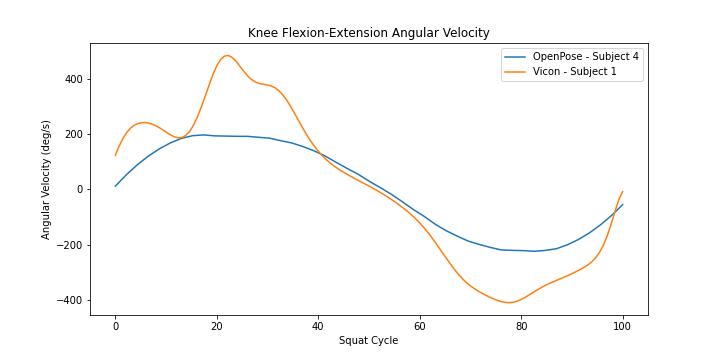 Knee Flexion-Extension Angular Velocity
OpenPose - Subject 4
Vicon - Subject 1
Angular Velocity (deg/s)
400
200
0
−200
−400
0 20 40 60 80 100
Squat Cycle